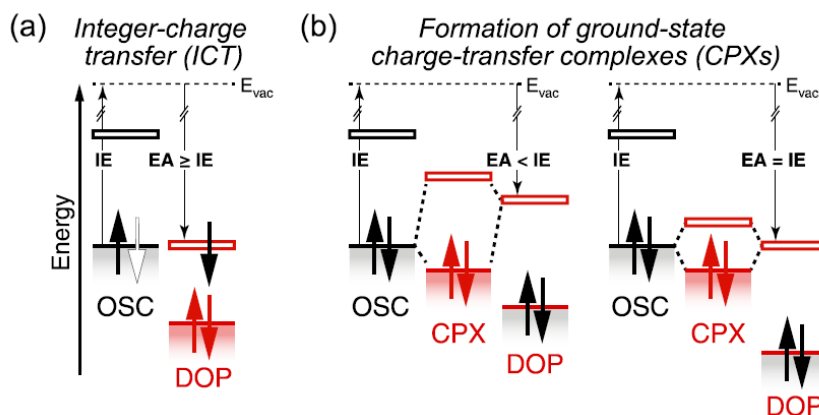 (a) Integer-charge
transfer (ICT)
(b) Formation of ground-state
charge-transfer complexes (CPXs)
Evac
Evac
Evac
IE
EA ≥ IE
IE
EA < IE
IE
EA = IE
Energy
OSC
DOP
OSC
CPX
DOP
OSC
CPX
DOP